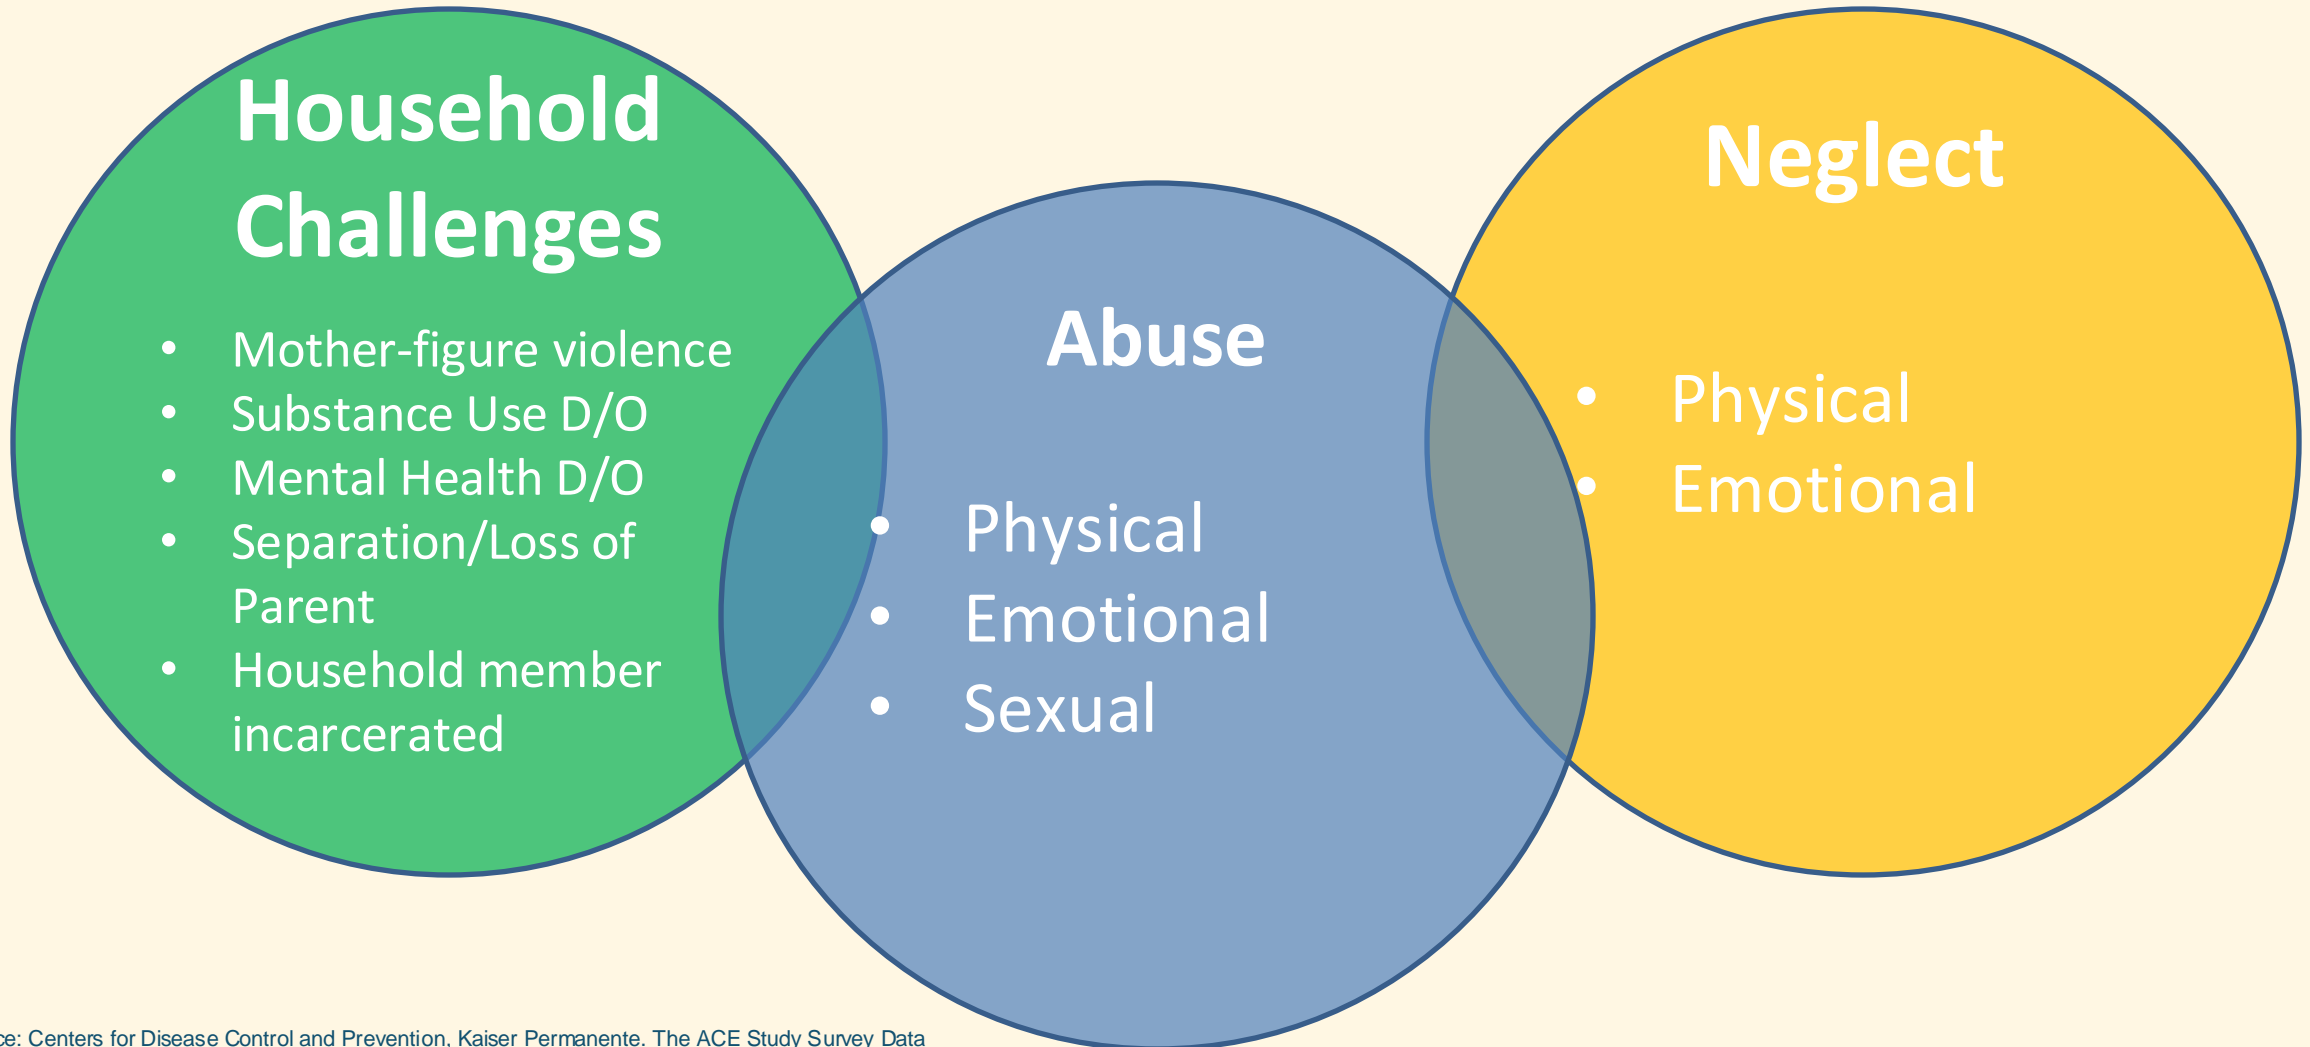 Household
Challenges
• Mother-figure violence
• Substance Use D/O
• Mental Health D/O
• Separation/Loss of
Parent
• Household member
incarcerated
Abuse
• Physical
• Emotional
• Sexual
Neglect
• Physical
• Emotional
ce: Centers for Disease Control and Prevention, Kaiser Permanente. The ACE Study Survey Data